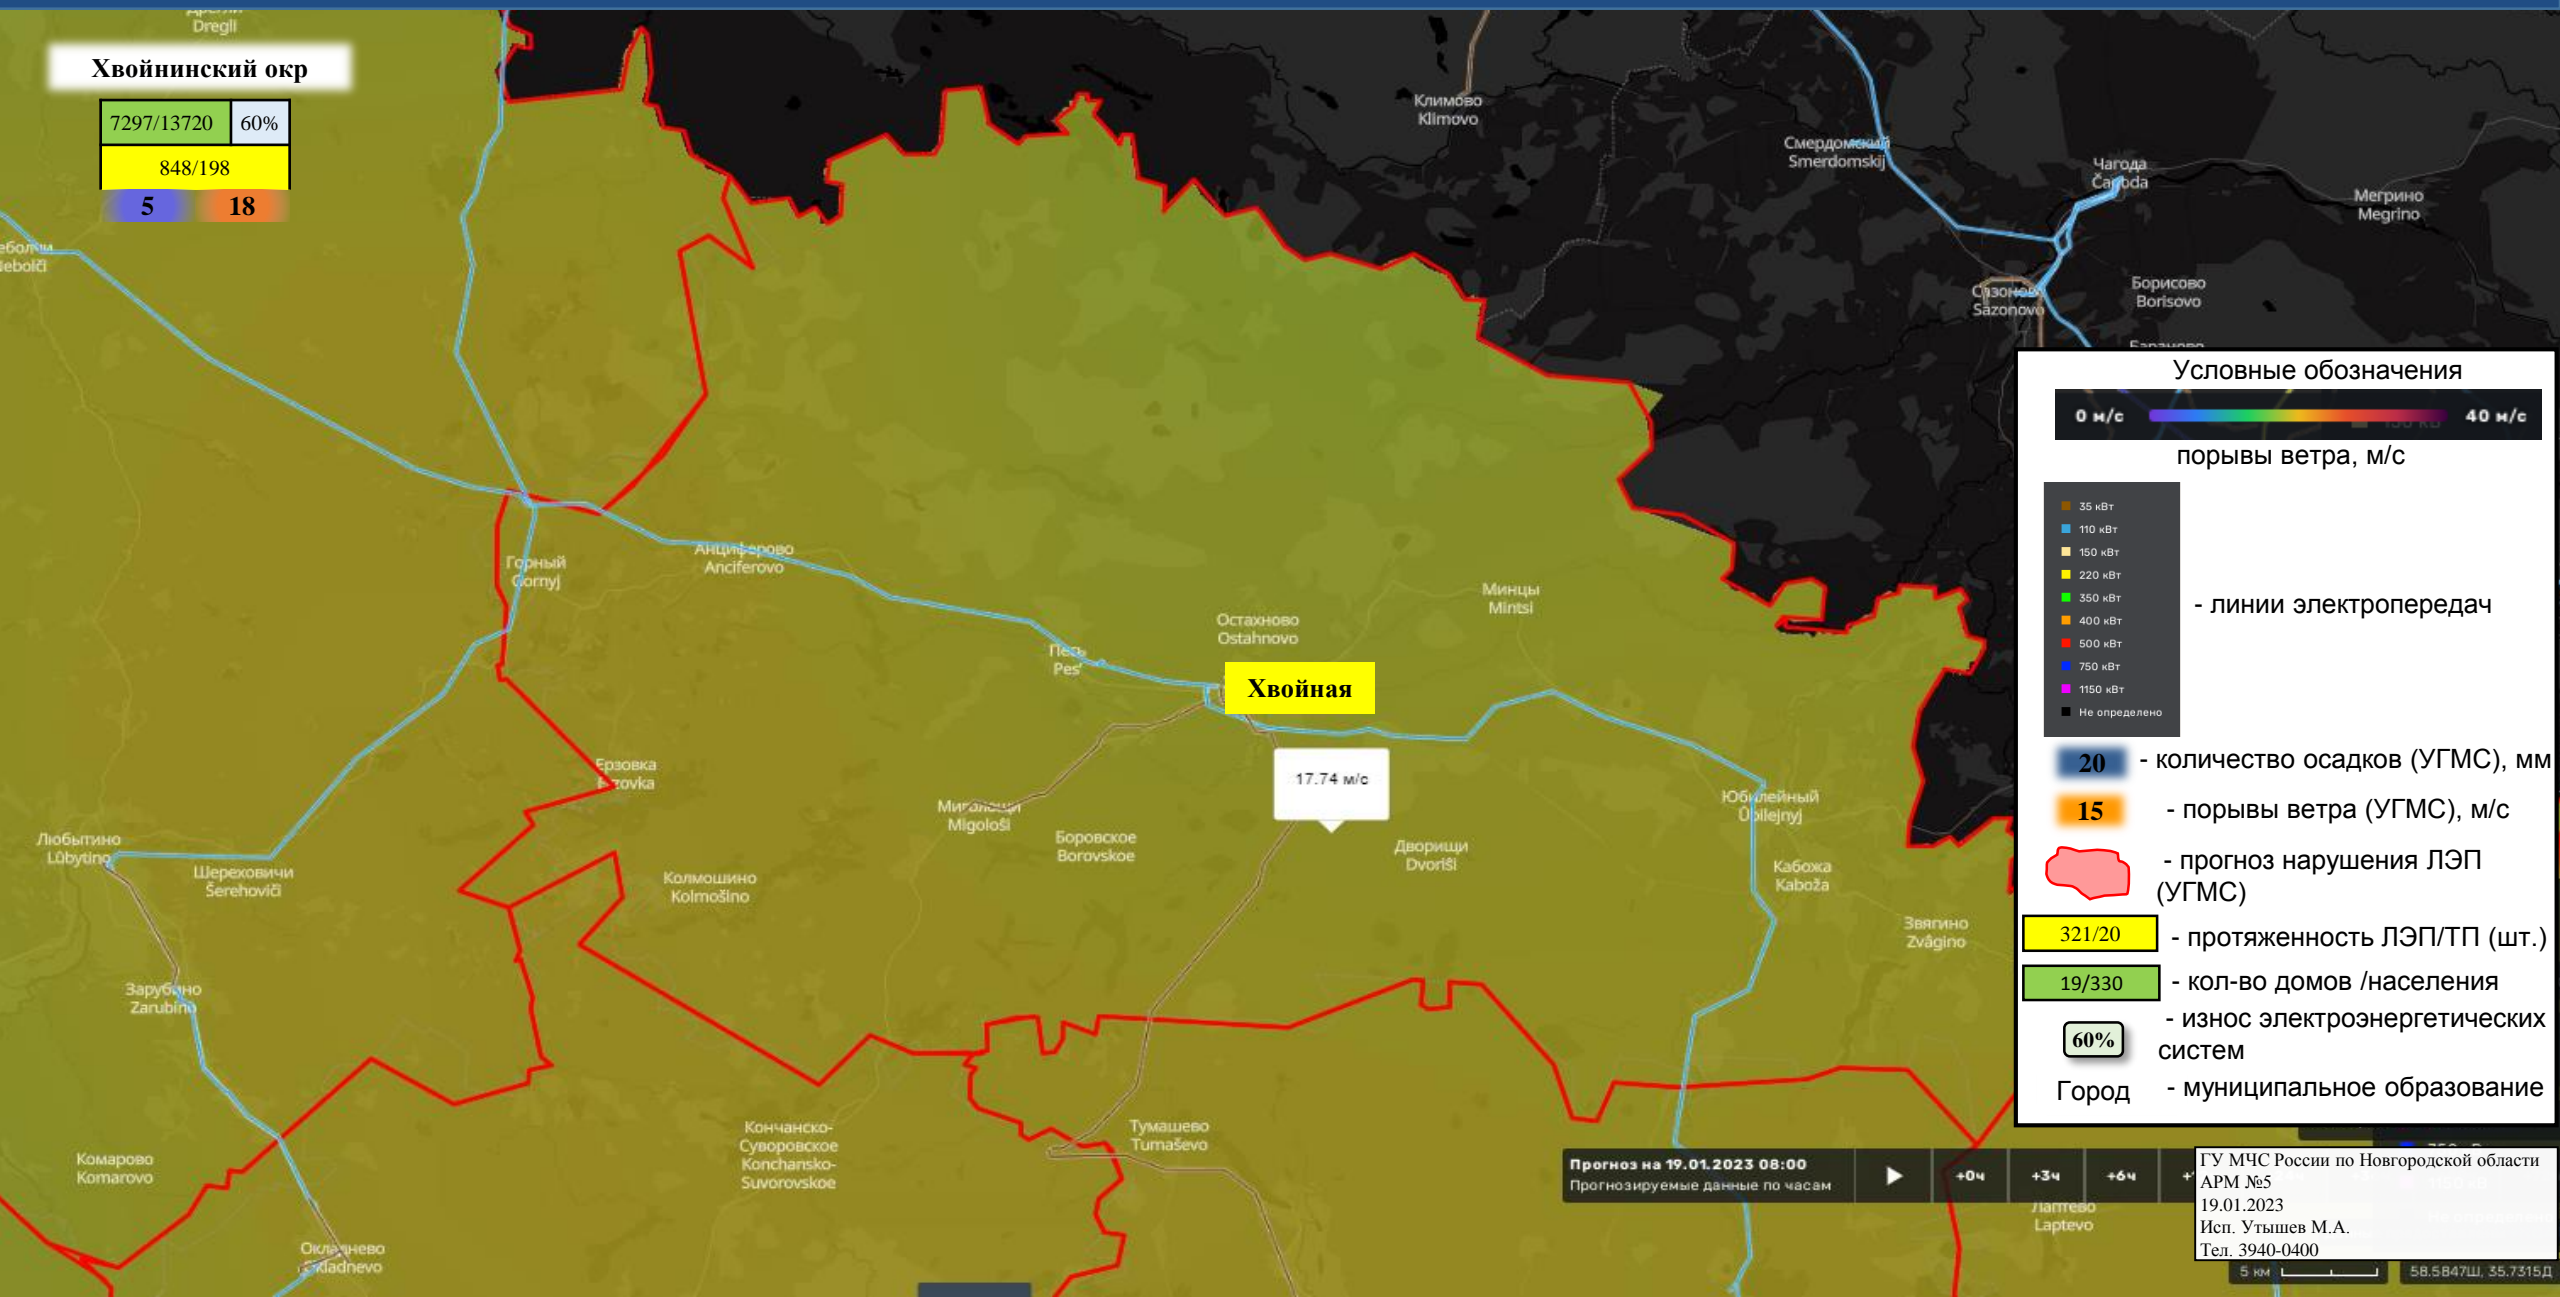 Dregli
Хвойнинский окр
7297/13720 60%
848/198
5 18
Климово
Klimovo
Смердомский
Smerdomskij
Чагода
Čagoda
Мегрино
Megrino
Борисово
Borisovo
Sazonovo
Горный
Gornyj
Анциферово
Anciferovo
Минцы
Mintsi
Остахново
Ostahnovo
Песь
Pes'
Хвойная
17.74 м/с
Ерзовка
Erzovka
Миголощи
Migološi
Боровское
Borovskoe
Дворищи
Dvoriši
Юбилейный
Ûbilejnyj
Кабожа
Kaboža
Звягино
Zvâgino
Любытино
Lûbytino
Шереховичи
Šerehoviči
Колмошино
Kolmošino
Зарубино
Zarubino
Комарово
Komarovo
Кончанско-
Суворовское
Konchansko-
Suvorovskoe
Тумашево
Tumaševo
Окладнево
Okladnevo
Лаптево
Laptevo
Условные обозначения
0 м/с 40 м/с
порывы ветра, м/с
35 кВт
110 кВт
150 кВт
220 кВт
350 кВт
400 кВт
500 кВт
750 кВт
1150 кВт
Не определено
- линии электропередач
20 - количество осадков (УГМС), мм
15 - порывы ветра (УГМС), м/с
- прогноз нарушения ЛЭП
(УГМС)
321/20 - протяженность ЛЭП/ТП (шт.)
19/330 - кол-во домов /населения
60% - износ электроэнергетических
систем
Город - муниципальное образование
Прогноз на 19.01.2023 08:00
Прогнозируемые данные по часам
+0ч +3ч +6ч
ГУ МЧС России по Новгородской области
АРМ №5
19.01.2023
Исп. Утышев М.А.
Тел. 3940-0400
5 км
58.5847Ш, 35.7315Д